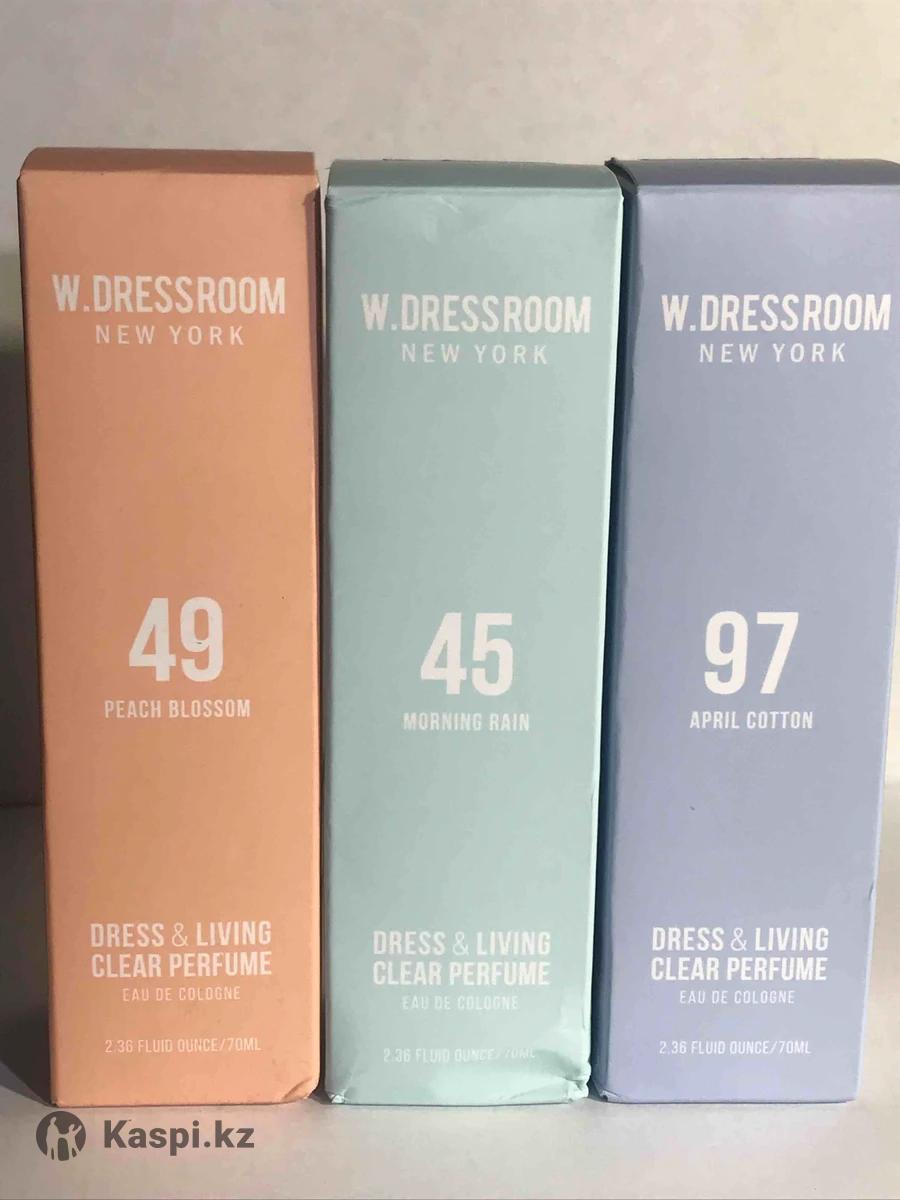 W.DRESSROOM
NEW YORK
49
PEACH BLOSSOM
DRESS & LIVING
CLEAR PERFUME
EAU DE COLOGNE
2.36 FLUID OUNCE/70ML
W.DRESSROOM
NEW YORK
45
MORNING RAIN
DRESS & LIVING
CLEAR PERFUME
EAU DE COLOGNE
2.36 FLUID OUNCE/70ML
W.DRESSROOM
NEW YORK
97
APRIL COTTON
DRESS & LIVING
CLEAR PERFUME
EAU DE COLOGNE
2.36 FLUID OUNCE/70ML
Kaspi.kz